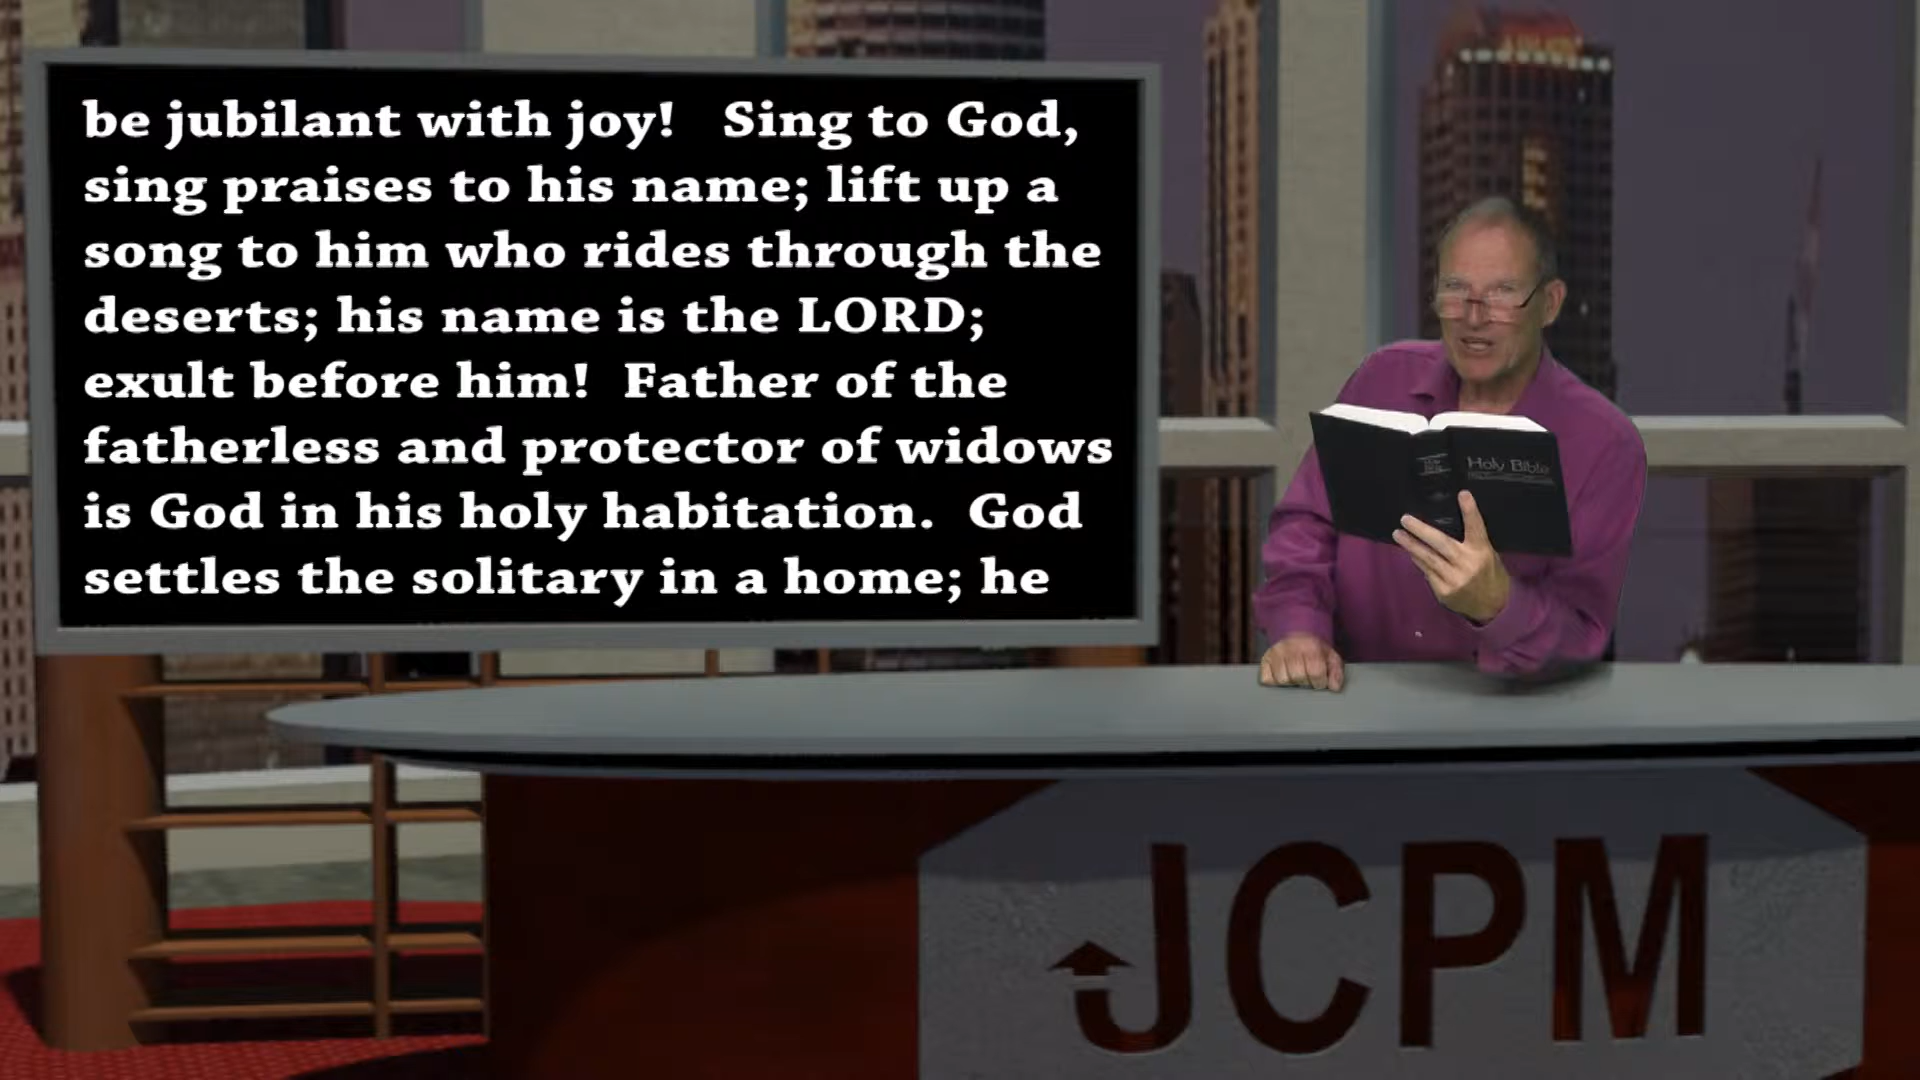 be jubilant with joy!   Sing to God,
sing praises to his name; lift up a
song to him who rides through the
deserts; his name is the LORD;
exult before him!  Father of the
fatherless and protector of widows
is God in his holy habitation.  God
settles the solitary in a home; he
Holy Bible
JCPM